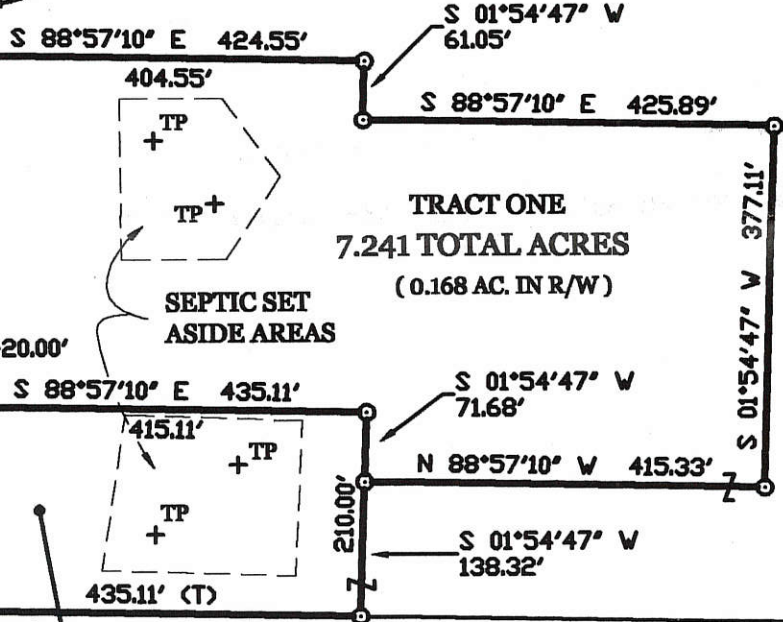 S 01°54'47" W
61.05'
S 88°57'10" E 424.55'
404.55'
S 88°57'10" E 425.89'
TP
TP
TRACT ONE
7.241 TOTAL ACRES
(0.168 AC. IN R/W)
S 01°54'47" W 377.11'
SEPTIC SET
ASIDE AREAS
20.00'
S 88°57'10" E 435.11'
415.11'
S 01°54'47" W
71.68'
TP
N 88°57'10" W 415.33'
TP
210.00'
S 01°54'47" W
138.32'
435.11' (T)